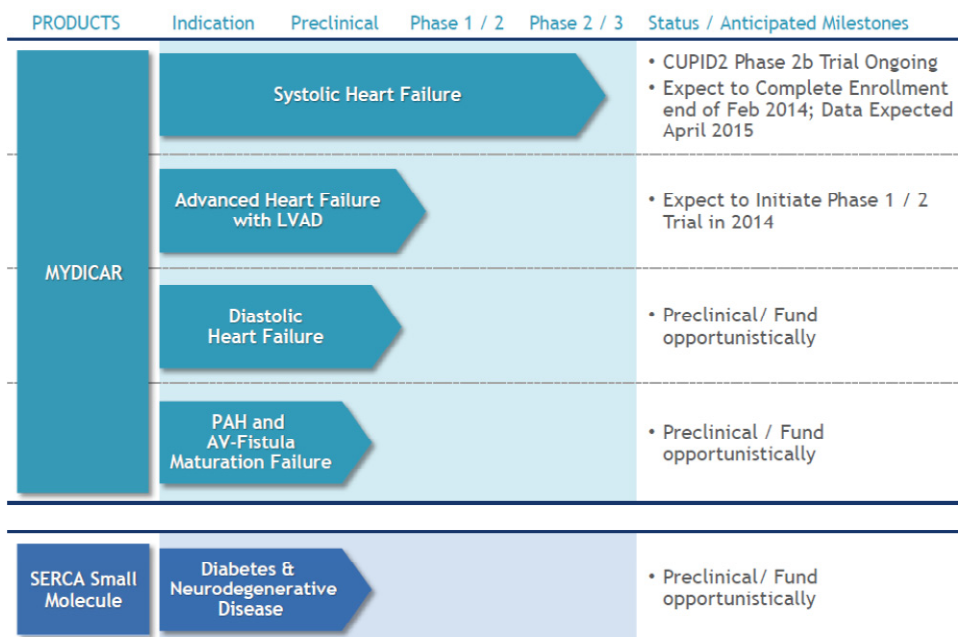 PRODUCTS Indication Preclinical Phase 1 / 2 Phase 2 / 3 Status / Anticipated Milestones
MYDICAR
Systolic Heart Failure
• CUPID2 Phase 2b Trial Ongoing
• Expect to Complete Enrollment
end of Feb 2014; Data Expected
April 2015
Advanced Heart Failure
with LVAD
• Expect to Initiate Phase 1 / 2
Trial in 2014
Diastolic
Heart Failure
• Preclinical/ Fund
opportunistically
PAH and
AV-Fistula
Maturation Failure
• Preclinical / Fund
opportunistically
SERCA Small
Molecule
Diabetes &
Neurodegenerative
Disease
• Preclinical/ Fund
opportunistically